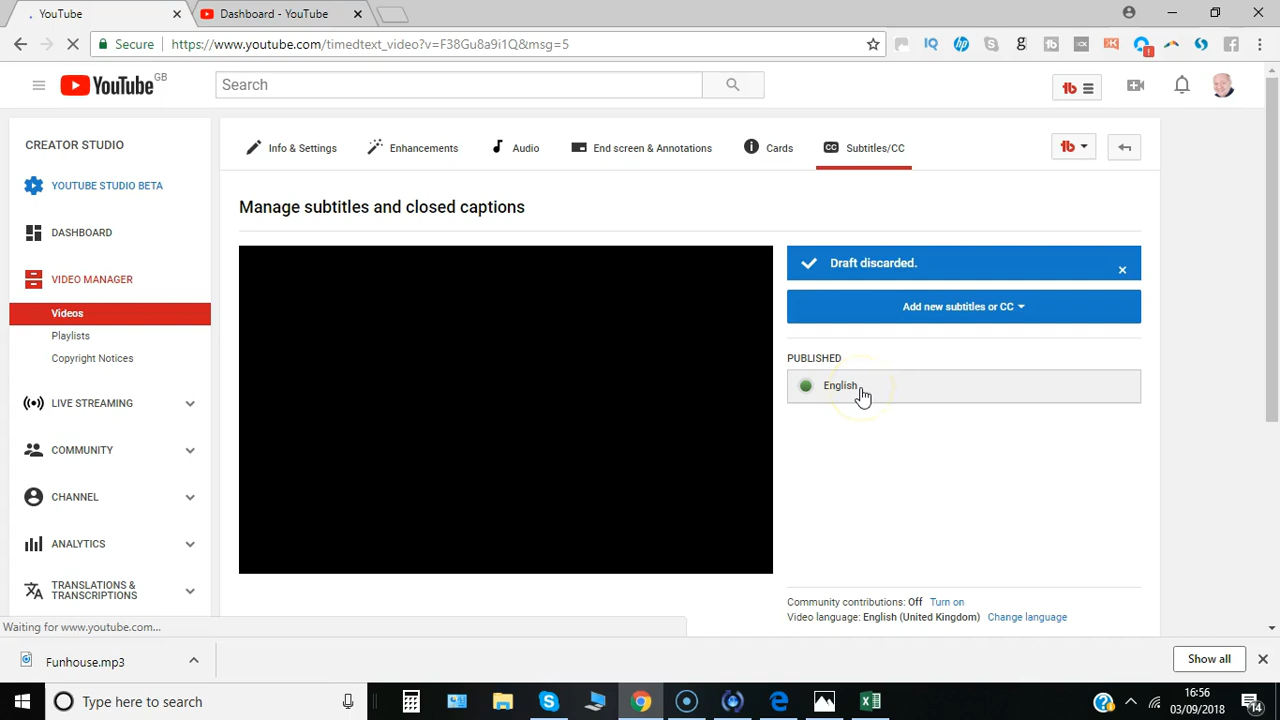 YouTube
Dashboard - YouTube
Secure
https://www.youtube.com/timedtext_video?v=F38Gu8a9i1Q&msg=5
YouTube GB
Search
CREATOR STUDIO
YOUTUBE STUDIO BETA
DASHBOARD
VIDEO MANAGER
Videos
Playlists
Copyright Notices
LIVE STREAMING
COMMUNITY
CHANNEL
ANALYTICS
TRANSLATIONS &
TRANSCRIPTIONS
Info & Settings
Enhancements
Audio
End screen & Annotations
Cards
CC Subtitles/CC
Manage subtitles and closed captions
Draft discarded.
Add new subtitles or CC
PUBLISHED
English
Community contributions: Off Turn on
Video language: English (United Kingdom) Change language
Waiting for www.youtube.com...
Funhouse.mp3
Show all
Type here to search
16:56
03/09/2018
14